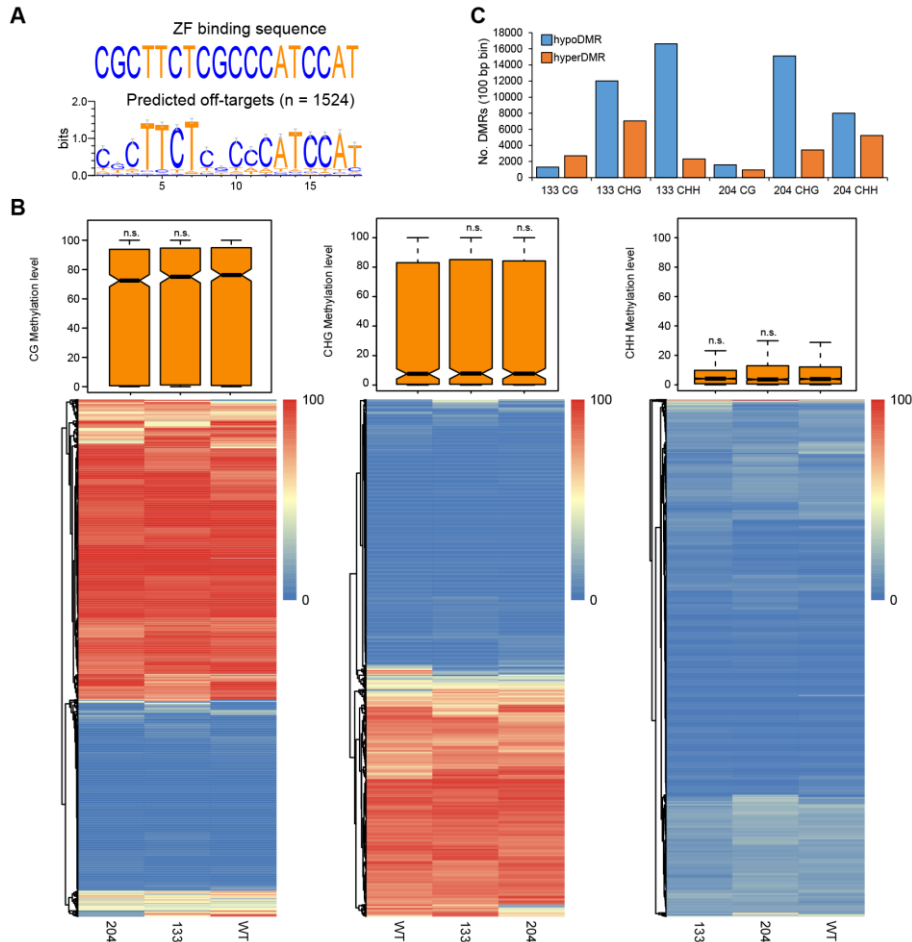 A
ZF binding sequence
CGCTTCTCGCCCATCCAT
Predicted off-targets (n = 1524)
2.0
1.0
0.0
bits
CGCTTCTCGCCCATCCAT
5
10
15
C
No. DMRs (100 bp bin)
18000
16000
14000
12000
10000
8000
6000
4000
2000
0
hypoDMR
hyperDMR
133 CG
133 CHG
133 CHH
204 CG
204 CHG
204 CHH
B
CG Methylation level
100
80
60
40
20
0
n.s.
n.s.
100
0
204
133
WT
CHG Methylation level
100
80
60
40
20
0
n.s.
n.s.
100
0
WT
133
204
CHH Methylation level
100
80
60
40
20
0
n.s.
n.s.
100
0
133
204
WT